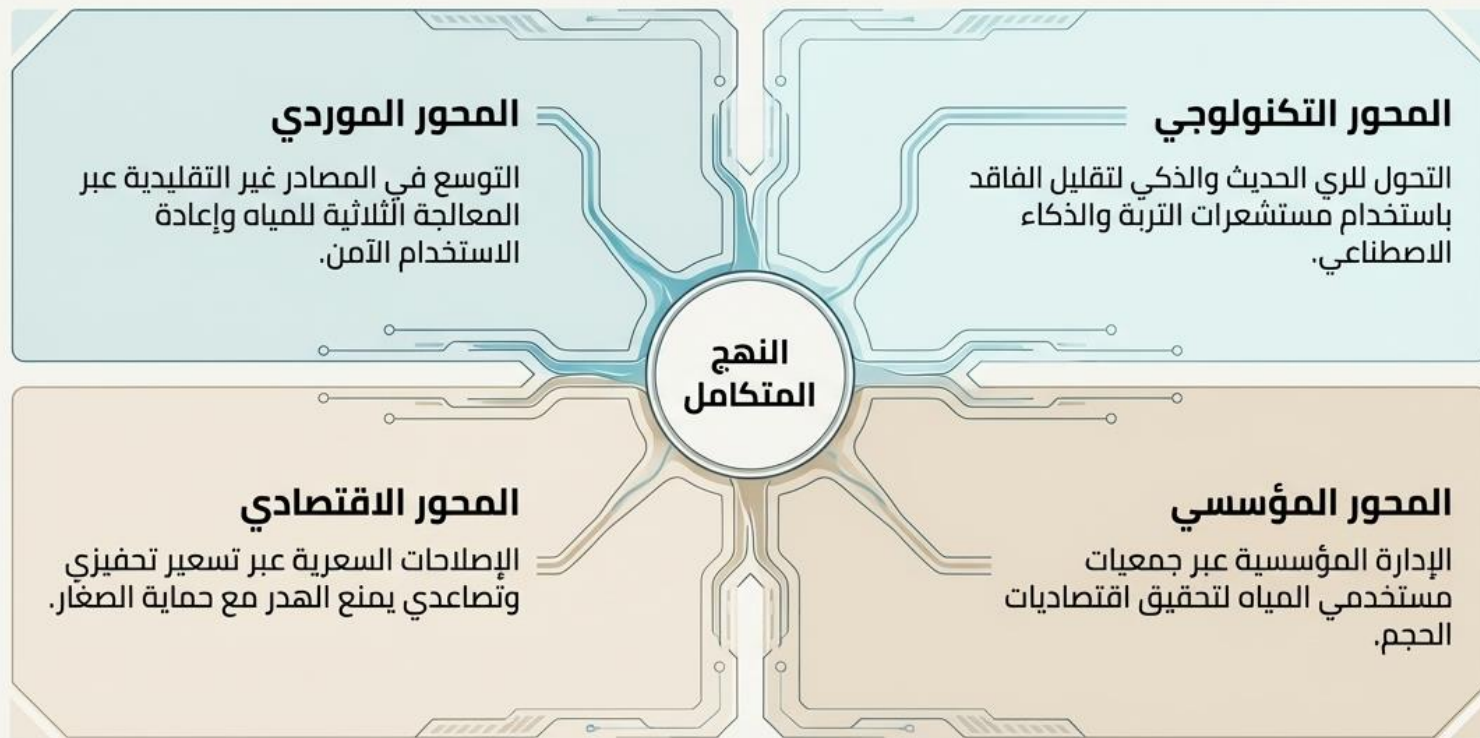 المحور التكنولوجي
التحول للري الحديث والذكي لتقليل الفاقد
باستخدام مستشعرات التربة والذكاء
الاصطناعي.
المحور الموردي
التوسع في المصادر غير التقليدية عبر
المعالجة الثلاثية للمياه وإعادة
الاستخدام الآمن.
النهج
المتكامل
المحور المؤسسي
الإدارة المؤسسية عبر جمعيات
مستخدمي المياه لتحقيق اقتصاديات
الحجم.
المحور الاقتصادي
الإصلاحات السعرية عبر تسعير تحفيزي
وتصاعدي يمنع الهدر مع حماية الصغار.